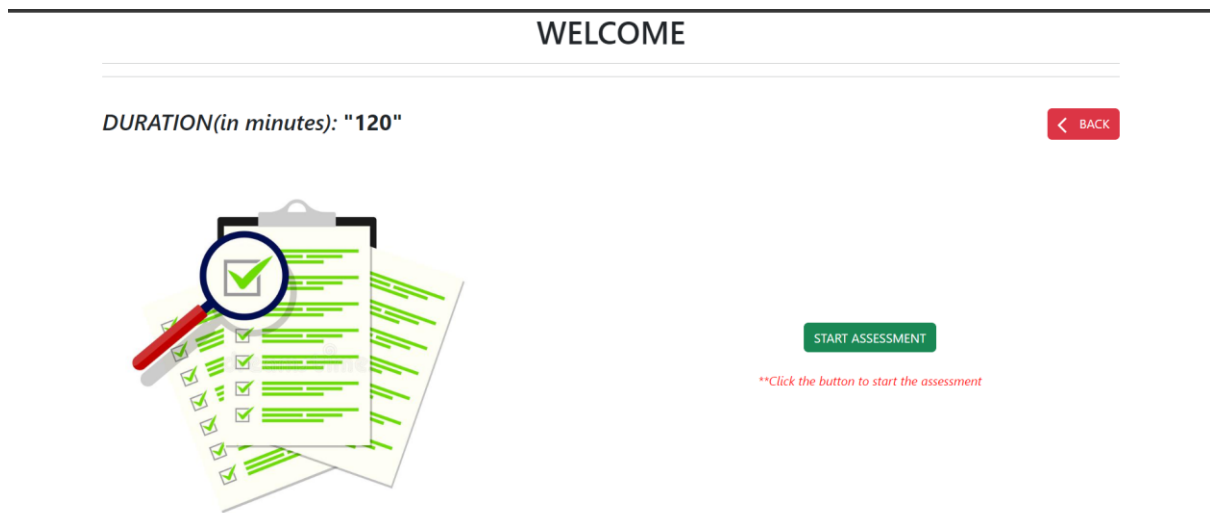 WELCOME
DURATION(in minutes): "120"
BACK
START ASSESSMENT
**Click the button to start the assessment